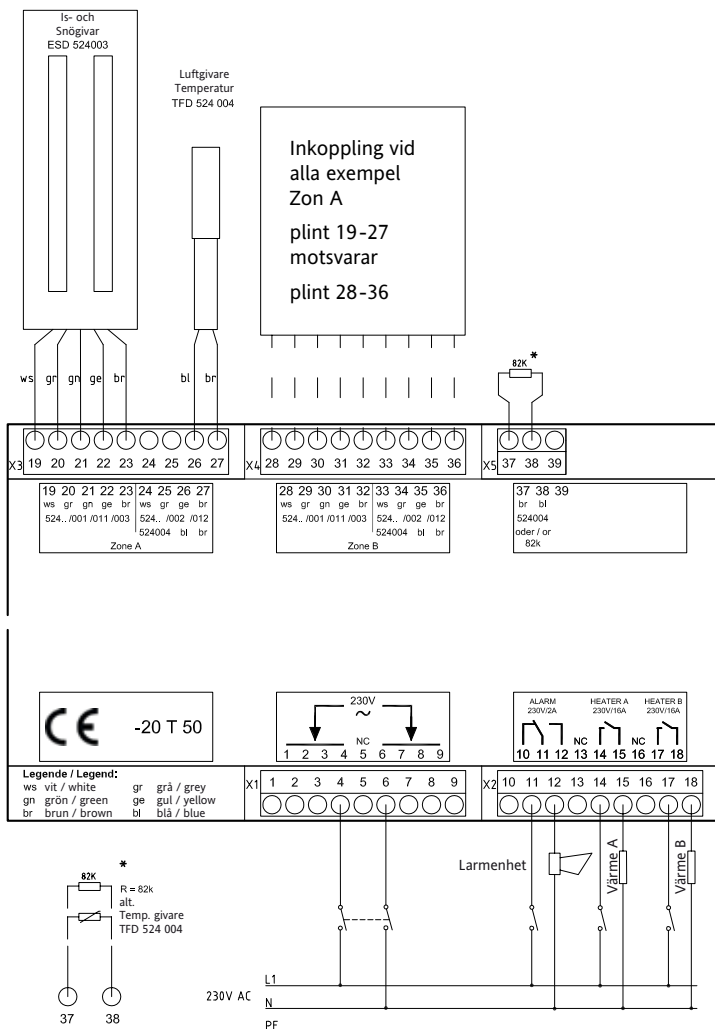 Is- och
Snögivar
ESD 524003
Luftgivare
Temperatur
TFD 524 004
Inkoppling vid
alla exempel
Zon A
plint 19-27
motsvarar
plint 28-36
82K *
ws gr gn ge br bl br
X3 19 20 21 22 23 24 25 26 27
X4 28 29 30 31 32 33 34 35 36
X5 37 38 39
19 20 21 22 23 24 25 26 27
ws gr gn ge br ws gr ge br
524.. /001 /011 /003 524.. /002 /012
524004 bl br
Zone A
28 29 30 31 32 33 34 35 36
ws gr gn ge br ws gr ge br
524.. /001 /011 /003 524.. /002 /012
524004 bl br
Zone B
37 38 39
br bl
524004
oder / or
82k
CE -20 T 50
230V
~
NC
1 2 3 4 5 6 7 8 9
ALARM HEATER A HEATER B
230V/2A 230V/16A 230V/16A
NC NC
10 11 12 13 14 15 16 17 18
Legende / Legend:
ws vit / white gr grå / grey
gn grön / green ge gul / yellow
br brun / brown bl blå / blue
X1 1 2 3 4 5 6 7 8 9
X2 10 11 12 13 14 15 16 17 18
Larmenhet
Värme A
Värme B
*
82K
R = 82k
alt.
Temp. givare
TFD 524 004
37 38
230V AC
L1
N
PE